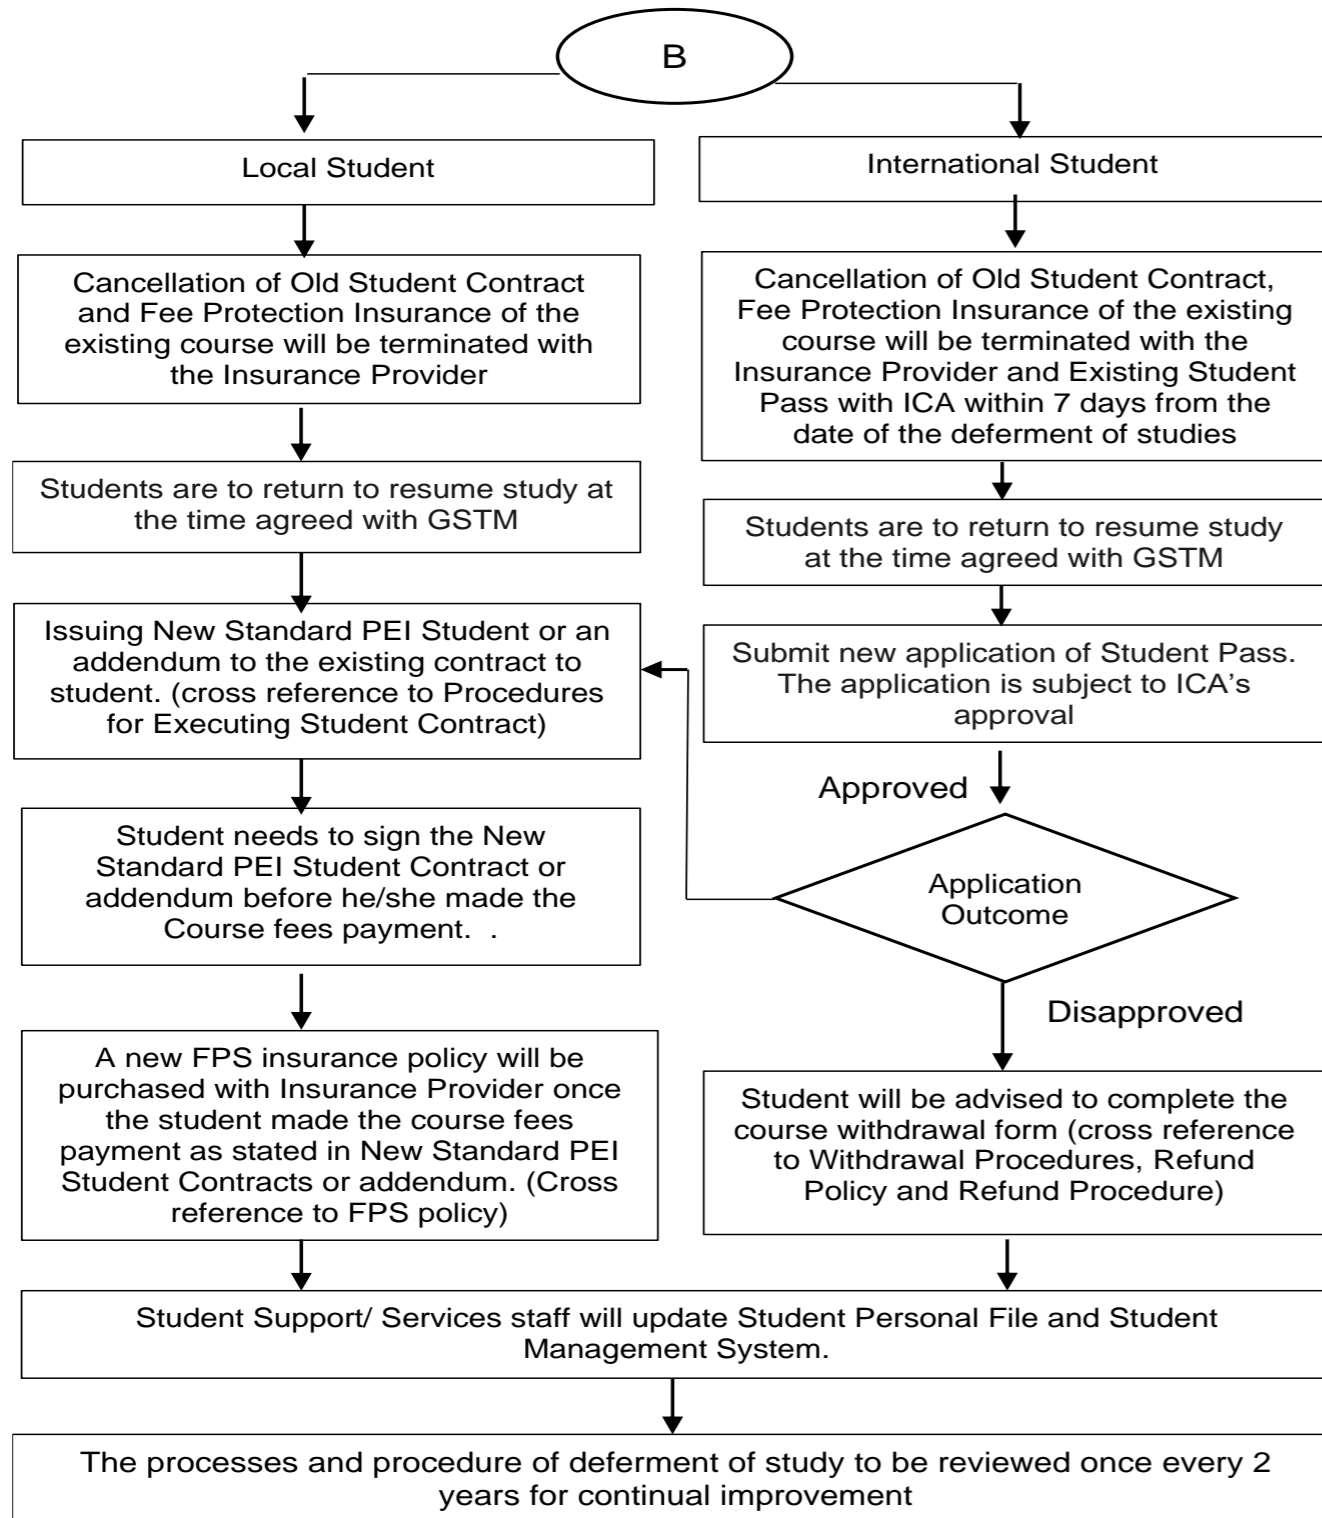 B
Local Student
International Student
Cancellation of Old Student Contract
and Fee Protection Insurance of the
existing course will be terminated with
the Insurance Provider
Cancellation of Old Student Contract,
Fee Protection Insurance of the existing
course will be terminated with the
Insurance Provider and Existing Student
Pass with ICA within 7 days from the
date of the deferment of studies
Students are to return to resume study at
the time agreed with GSTM
Students are to return to resume study
at the time agreed with GSTM
Issuing New Standard PEI Student or an
addendum to the existing contract to
student. (cross reference to Procedures
for Executing Student Contract)
Submit new application of Student Pass.
The application is subject to ICA’s
approval
Approved
Application
Outcome
Student needs to sign the New
Standard PEI Student Contract or
addendum before he/she made the
Course fees payment. .
Disapproved
A new FPS insurance policy will be
purchased with Insurance Provider once
the student made the course fees
payment as stated in New Standard PEI
Student Contracts or addendum. (Cross
reference to FPS policy)
Student will be advised to complete the
course withdrawal form (cross reference
to Withdrawal Procedures, Refund
Policy and Refund Procedure)
Student Support/ Services staff will update Student Personal File and Student
Management System.
The processes and procedure of deferment of study to be reviewed once every 2
years for continual improvement